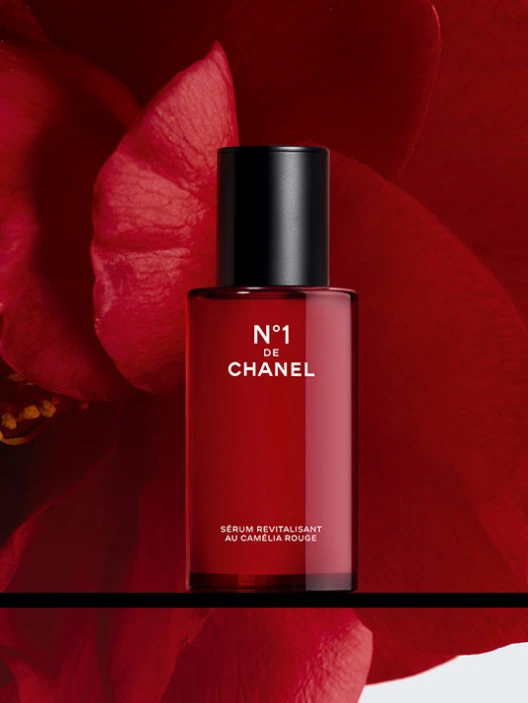 N°1
DE
CHANEL
SÉRUM REVITALISANT
AU CAMÉLIA ROUGE